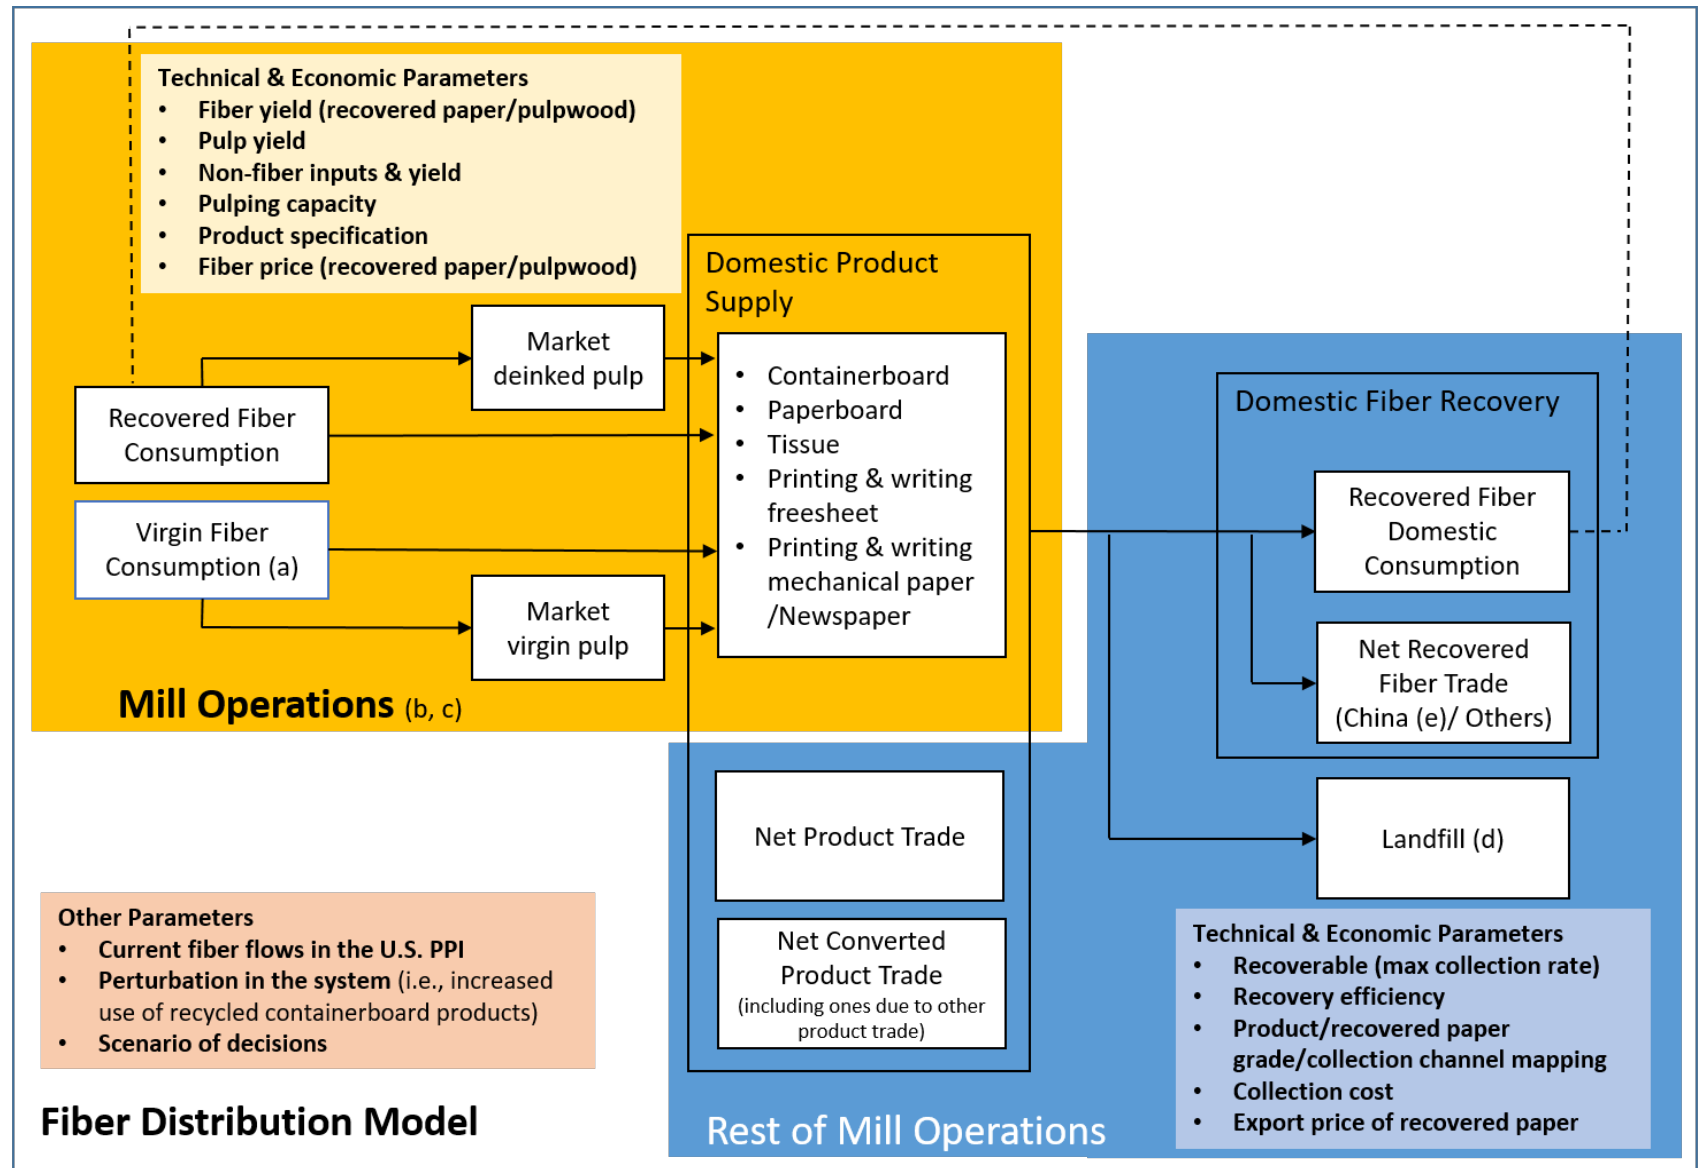 Technical & Economic Parameters
• Fiber yield (recovered paper/pulpwood)
• Pulp yield
• Non-fiber inputs & yield
• Pulping capacity
• Product specification
• Fiber price (recovered paper/pulpwood)
Domestic Product
Supply
Market
deinked pulp
• Containerboard
• Paperboard
• Tissue
• Printing & writing
freesheet
• Printing & writing
mechanical paper
/Newspaper
Recovered Fiber
Consumption
Virgin Fiber
Consumption (a)
Market
virgin pulp
Mill Operations (b, c)
Domestic Fiber Recovery
Recovered Fiber
Domestic
Consumption
Net Recovered
Fiber Trade
(China (e)/ Others)
Net Product Trade
Landfill (d)
Net Converted
Product Trade
(including ones due to other
product trade)
Other Parameters
• Current fiber flows in the U.S. PPI
• Perturbation in the system (i.e., increased
use of recycled containerboard products)
• Scenario of decisions
Technical & Economic Parameters
• Recoverable (max collection rate)
• Recovery efficiency
• Product/recovered paper
grade/collection channel mapping
• Collection cost
• Export price of recovered paper
Fiber Distribution Model
Rest of Mill Operations